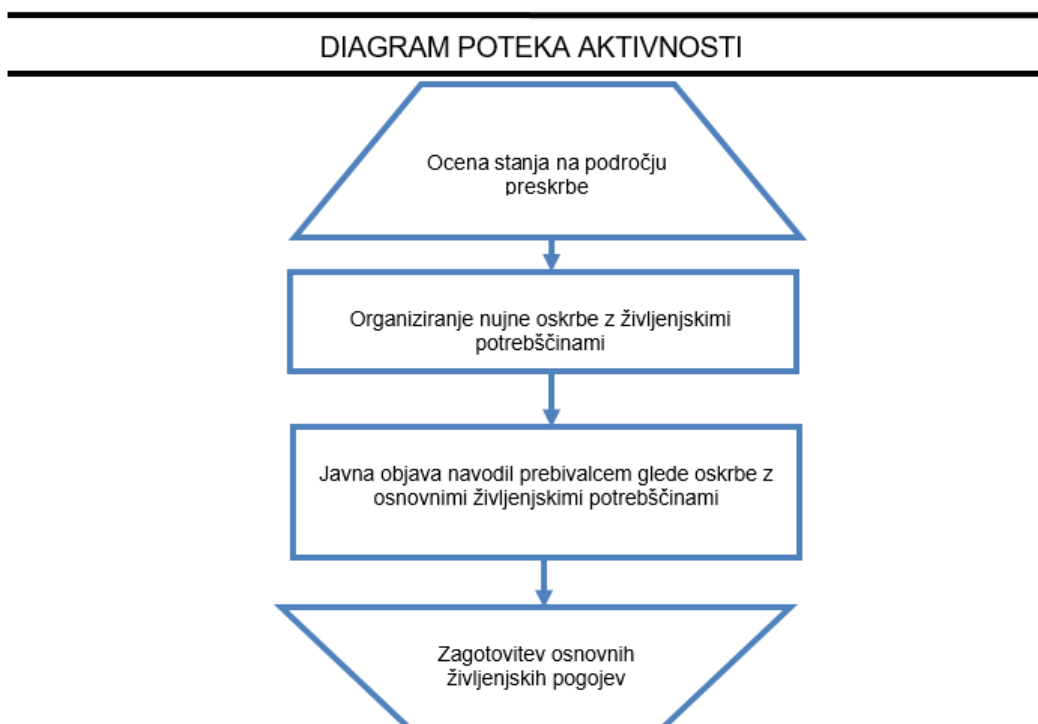 DIAGRAM POTEKA AKTIVNOSTI
Ocena stanja na področju
preskrbe
Organiziranje nujne oskrbe z življenjskimi
potrebščinami
Javna objava navodil prebivalcem glede oskrbe z
osnovnimi življenjskimi potrebščinami
Zagotovitev osnovnih
življenjskih pogojev